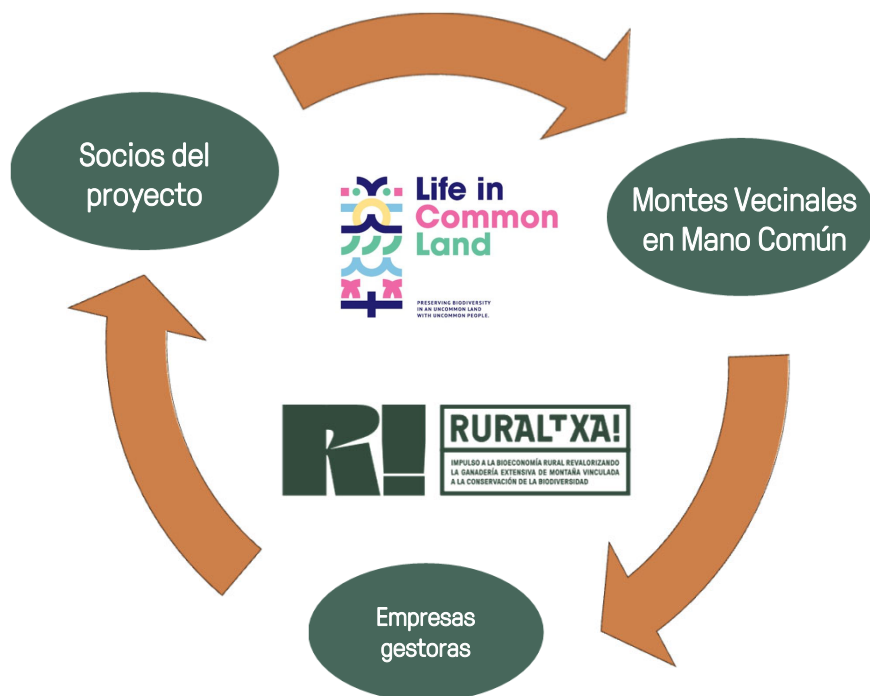 Socios del
proyecto
Montes Vecinales
en Mano Común
Life in
Common
Land
PRESERVING BIODIVERSITY
IN AN UNCOMMON LAND
WITH UNCOMMON PEOPLE.
R!
RURALTXA!
IMPULSO A LA BIOECONOMÍA RURAL REVALORIZANDO
LA GANADERÍA EXTENSIVA DE MONTAÑA VINCULADA
A LA CONSERVACIÓN DE LA BIODIVERSIDAD
Empresas
gestoras